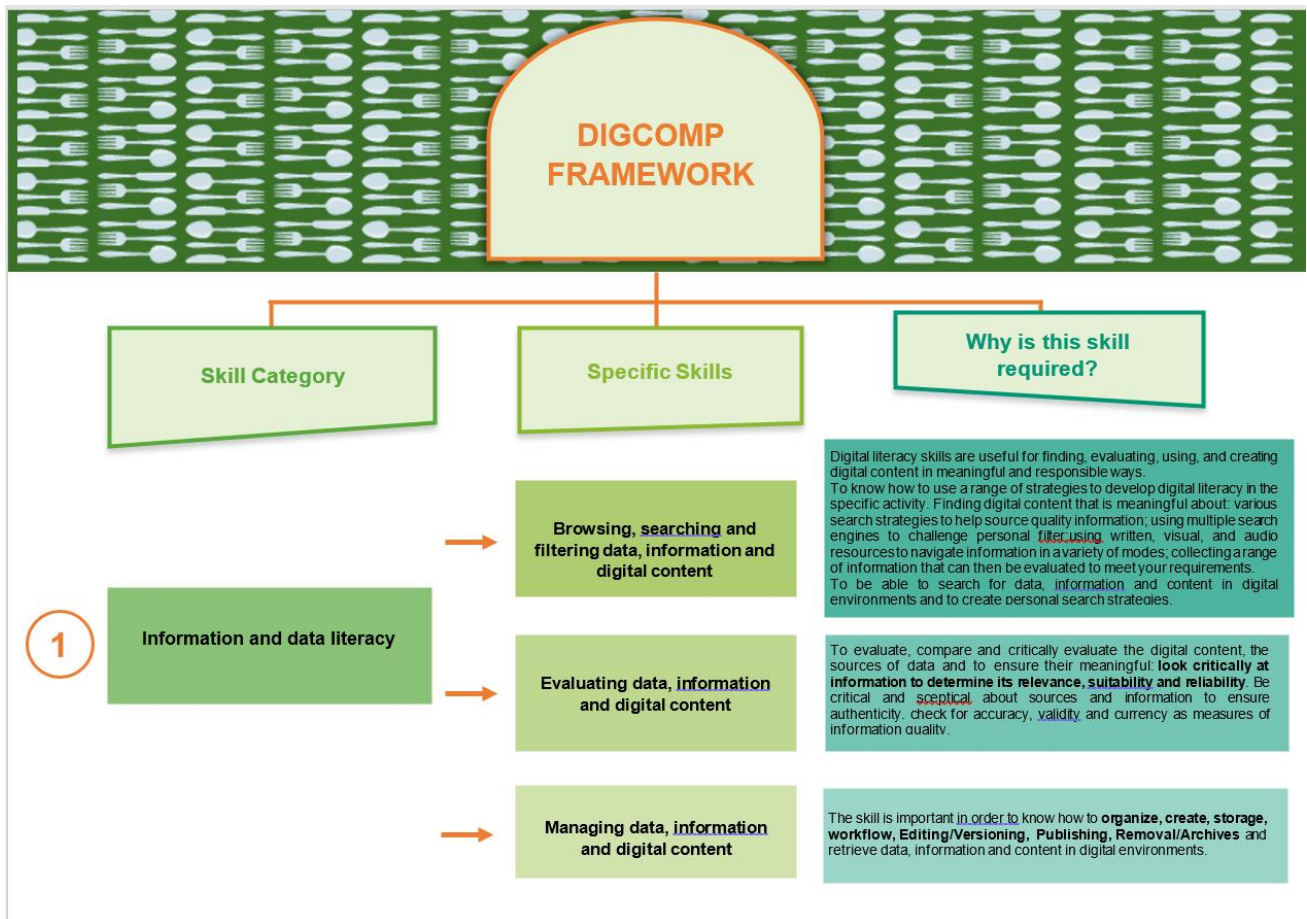 DIGCOMP
FRAMEWORK
Skill Category
Specific Skills
Why is this skill
required?
1
Information and data literacy
Browsing, searching and
filtering data, information and
digital content
Digital literacy skills are useful for finding, evaluating, using, and creating
digital content in meaningful and responsible ways.
To know how to use a range of strategies to develop digital literacy in the
specific activity. Finding digital content that is meaningful about: various
search strategies to help source quality information; using multiple search
engines to challenge personal filter;using written, visual, and audio
resources to navigate information in a variety of modes; collecting a range
of information that can then be evaluated to meet your requirements.
To be able to search for data, information and content in digital
environments and to create personal search strategies.
Evaluating data, information
and digital content
To evaluate, compare and critically evaluate the digital content, the
sources of data and to ensure their meaningful: look critically at
information to determine its relevance, suitability and reliability. Be
critical and sceptical about sources and information to ensure
authenticity. check for accuracy, validity and currency as measures of
information quality.
Managing data, information
and digital content
The skill is important in order to know how to organize, create, storage,
workflow, Editing/Versioning, Publishing, Removal/Archives and
retrieve data, information and content in digital environments.